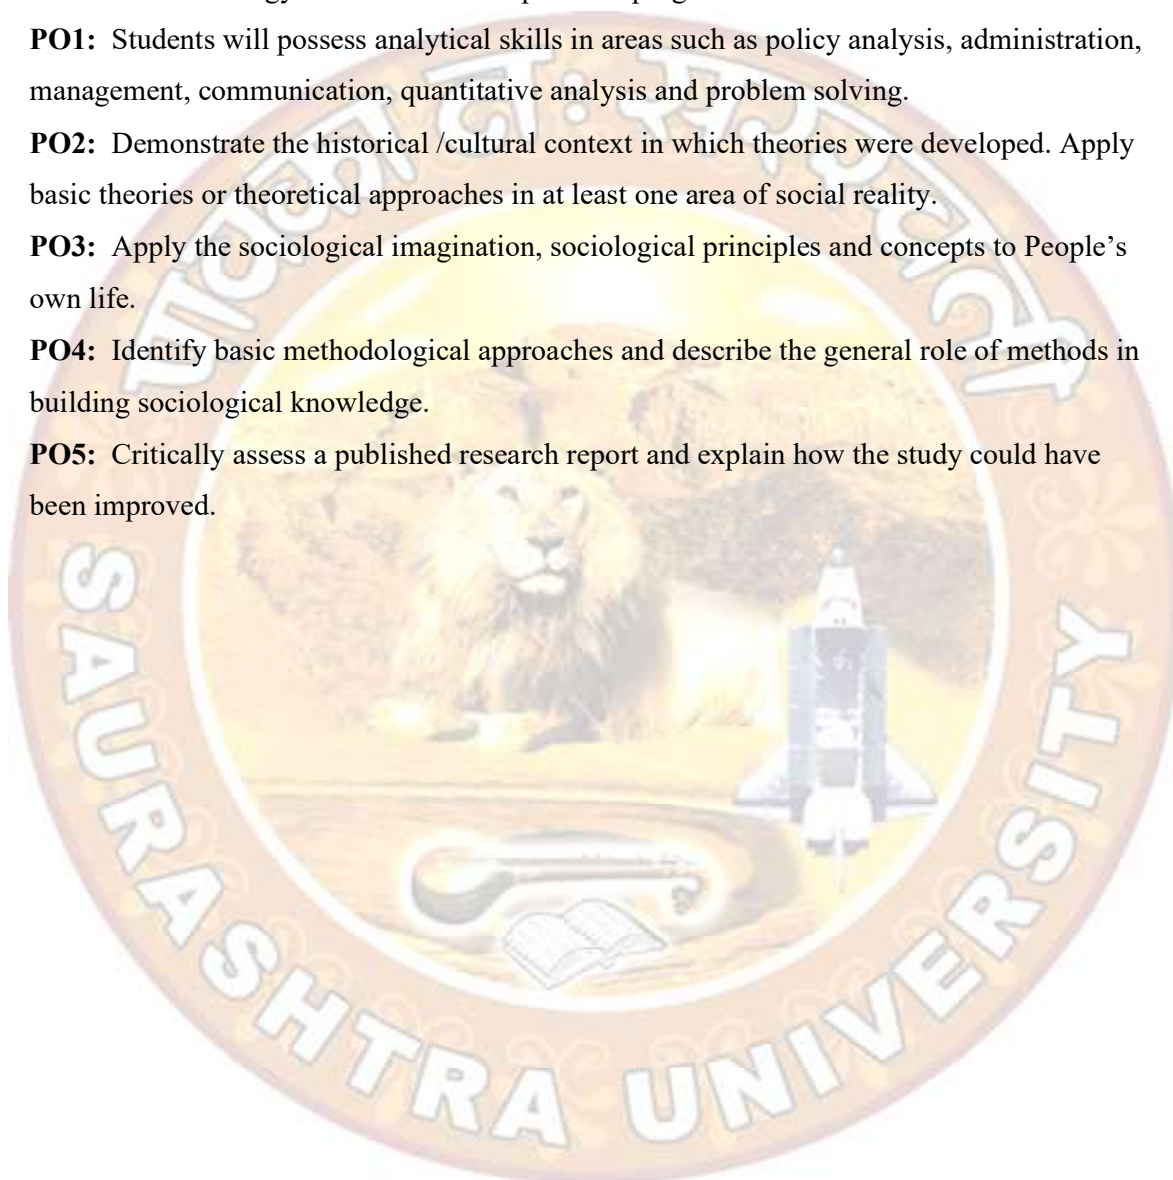 PO1: Students will possess analytical skills in areas such as policy analysis, administration,
management, communication, quantitative analysis and problem solving.
PO2: Demonstrate the historical /cultural context in which theories were developed. Apply
basic theories or theoretical approaches in at least one area of social reality.
PO3: Apply the sociological imagination, sociological principles and concepts to People’s
own life.
PO4: Identify basic methodological approaches and describe the general role of methods in
building sociological knowledge.
PO5: Critically assess a published research report and explain how the study could have
been improved.
पावका नः सरस्वती
SAURASHTRA UNIVERSITY